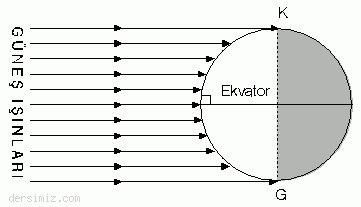 K
GÜNEŞ IŞINLARI
Ekvator
G
dersimiz.com